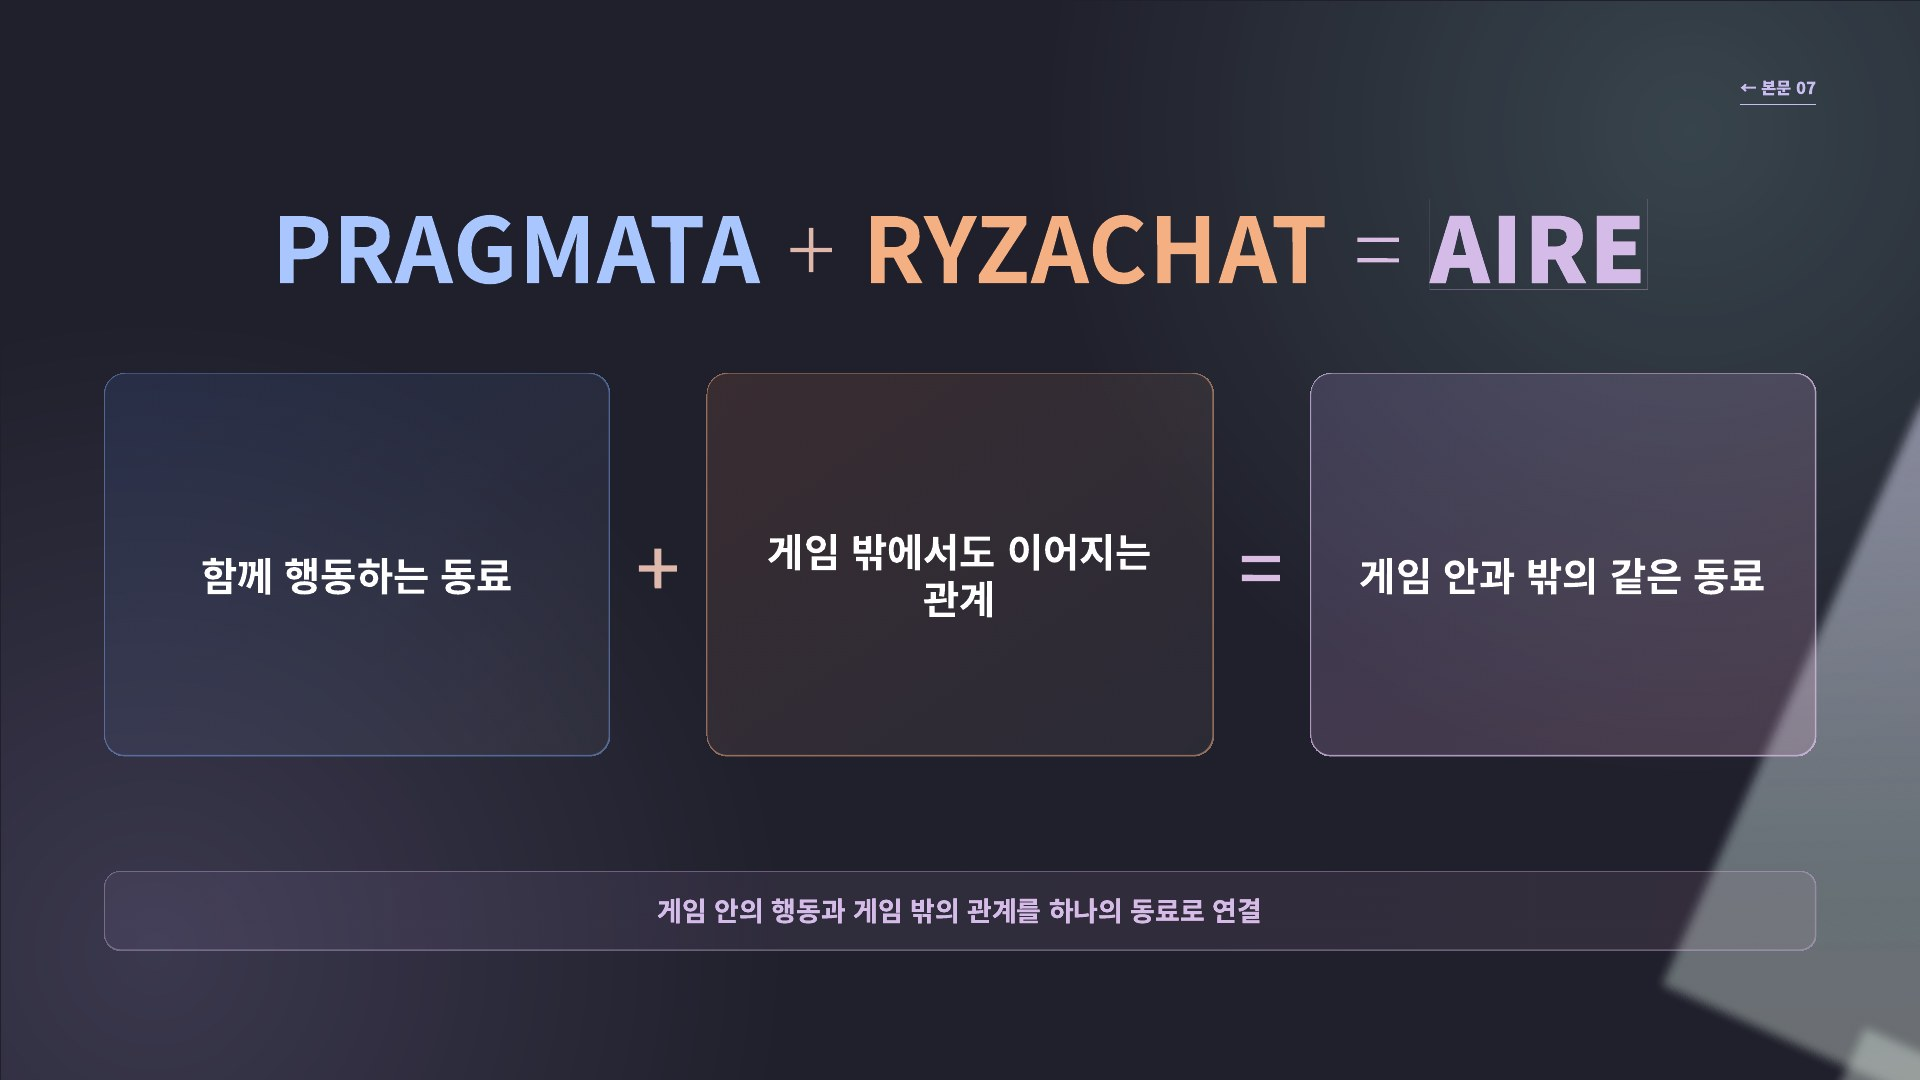 ← 본문 07
PRAGMATA + RYZACHAT = AIRE
함께 행동하는 동료
+
게임 밖에서도 이어지는
관계
=
게임 안과 밖의 같은 동료
게임 안의 행동과 게임 밖의 관계를 하나의 동료로 연결